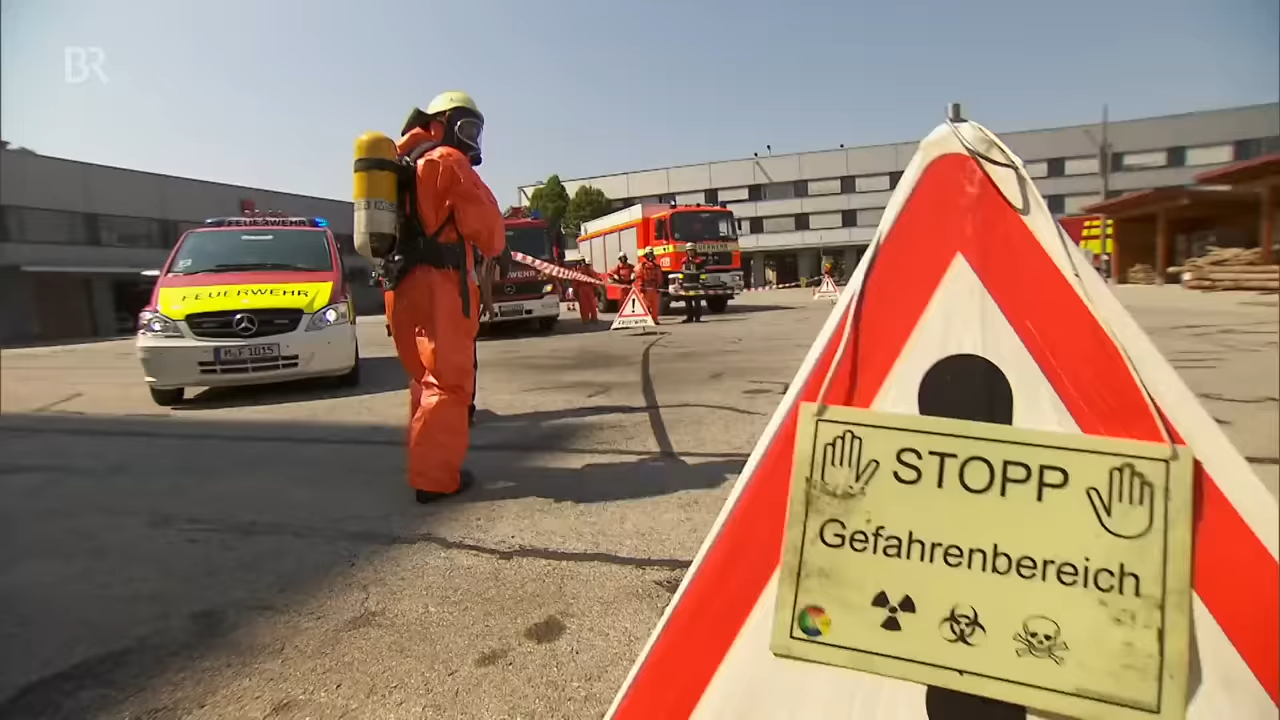 BR
FEUERWEHR
FEUERWEHR
M-F 1015
STOPP
Gefahrenbereich